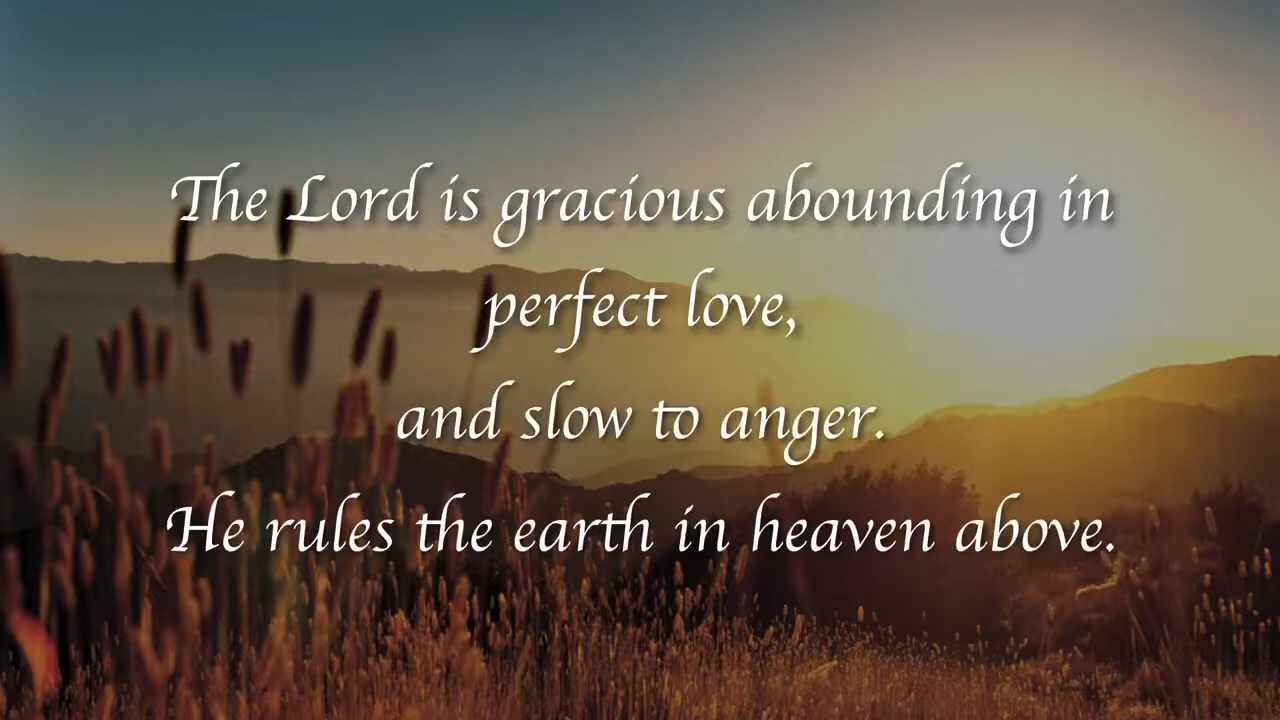 The Lord is gracious abounding in
perfect love,
and slow to anger.
He rules the earth in heaven above.